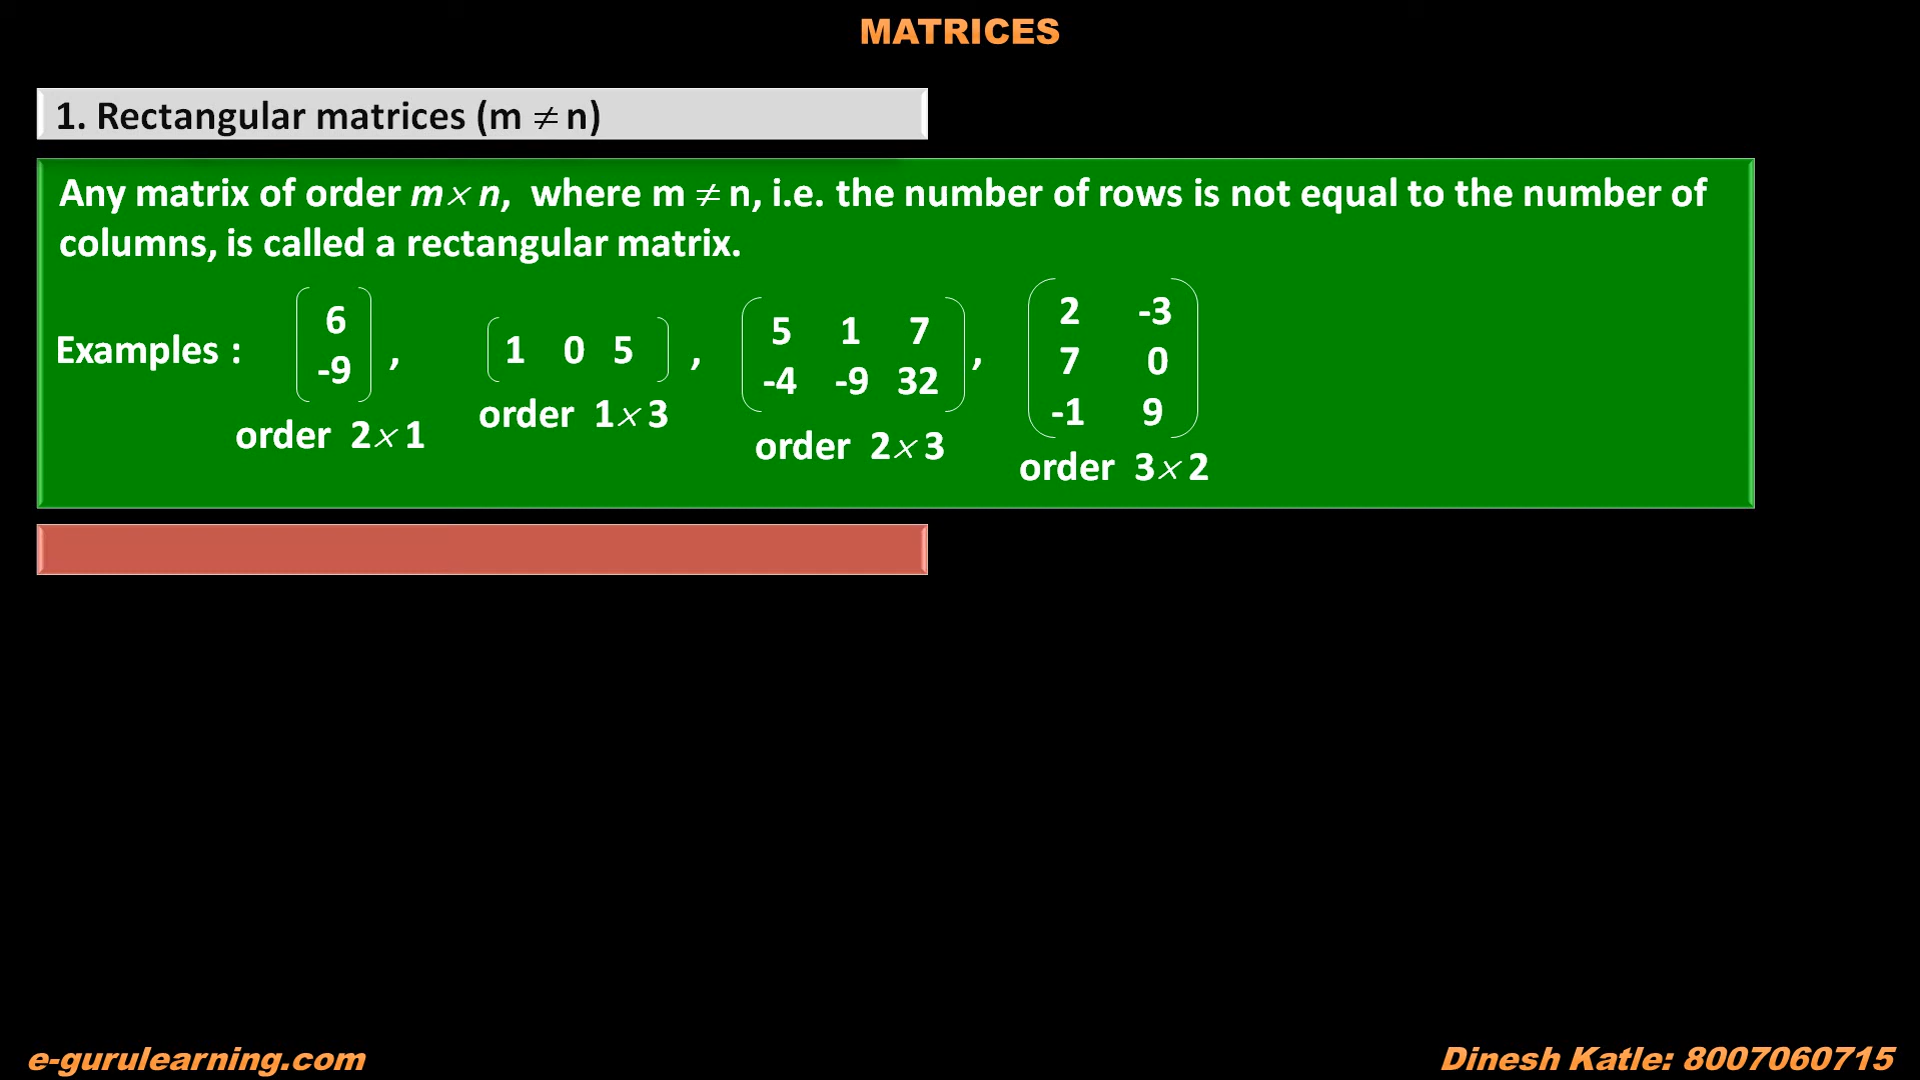 MATRICES
1. Rectangular matrices (m ≠ n)
Any matrix of order m × n, where m ≠ n, i.e. the number of rows is not equal to the number of
columns, is called a rectangular matrix.
Examples :
6
-9
,
order 2 × 1
1 0 5
,
order 1 × 3
5 1 7
-4 -9 32
,
order 2 × 3
2 -3
7 0
-1 9
order 3 × 2
e-gurulearning.com
Dinesh Katle: 8007060715